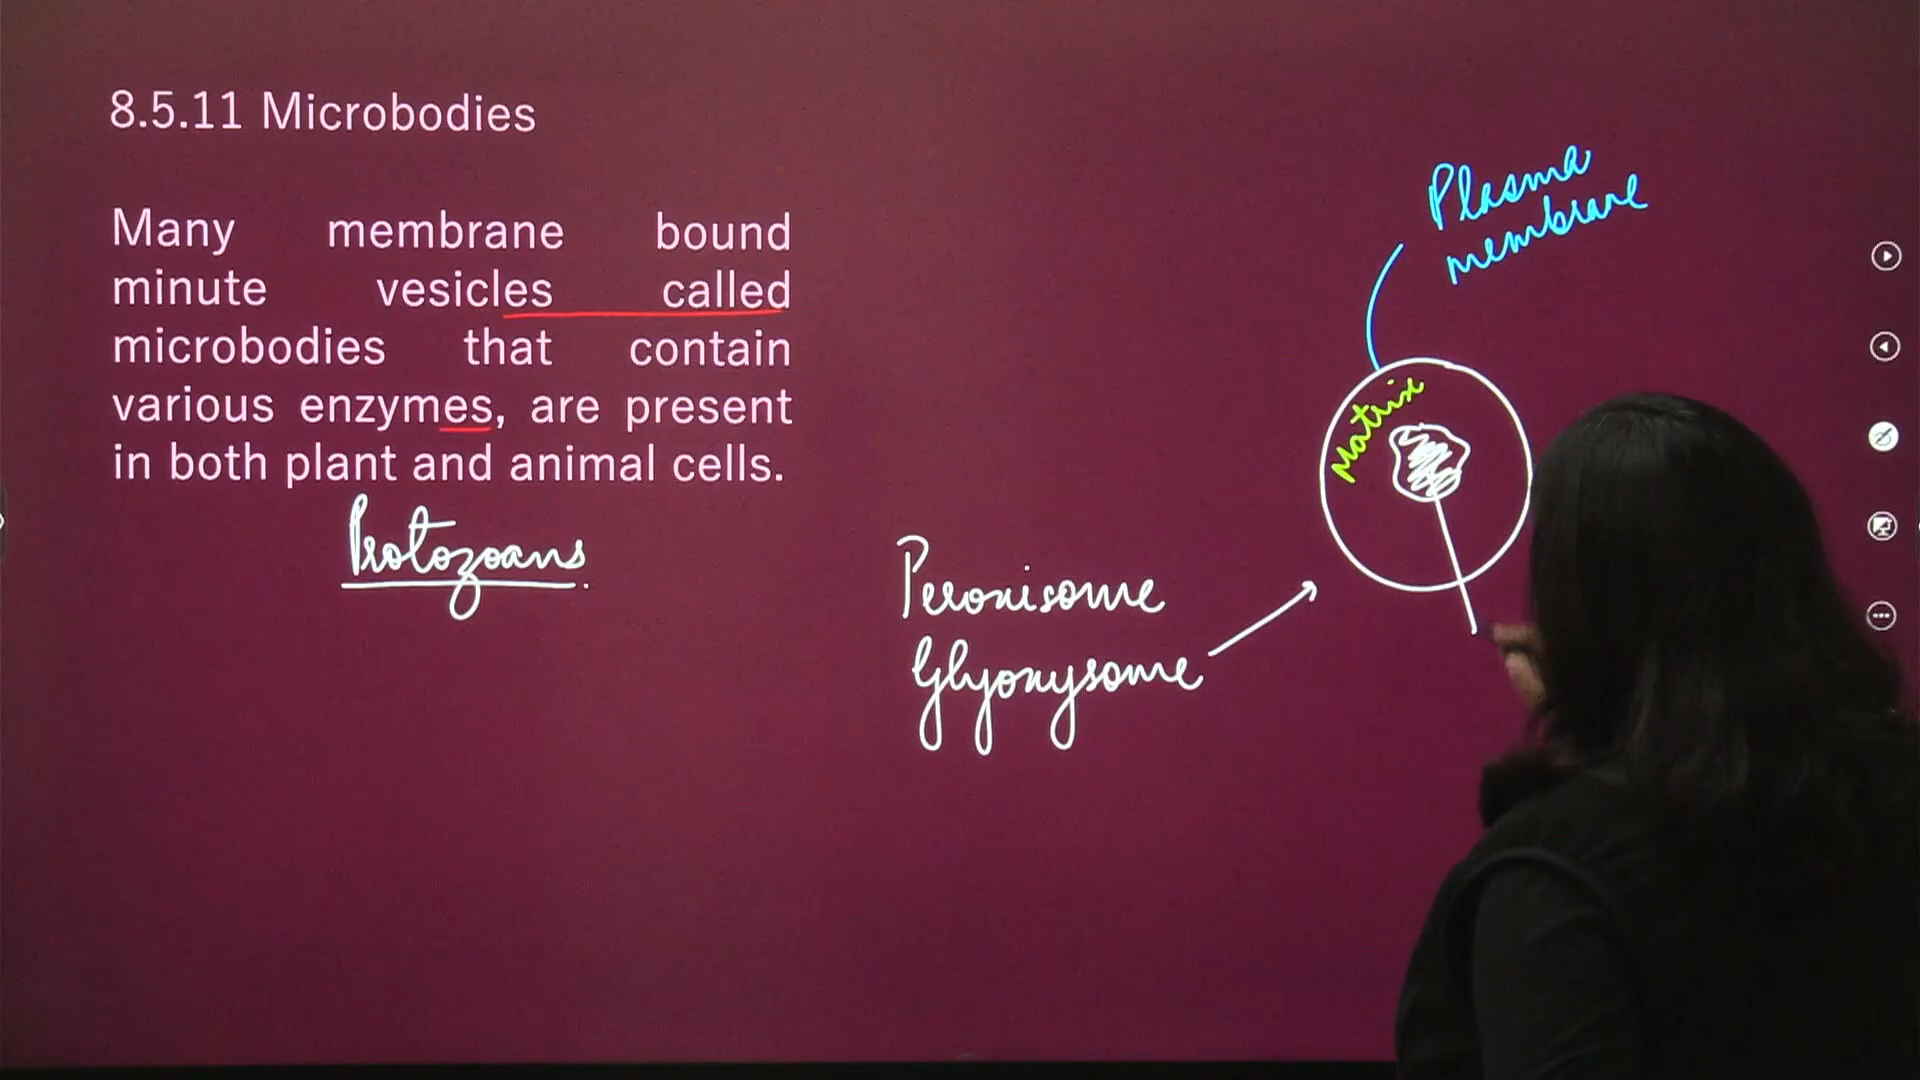 8.5.11 Microbodies
Many membrane bound
minute vesicles called
microbodies that contain
various enzymes, are present
in both plant and animal cells.
Protozoans.
Peroxisome
Glyoxysome
Plasma
membrane
Matrix